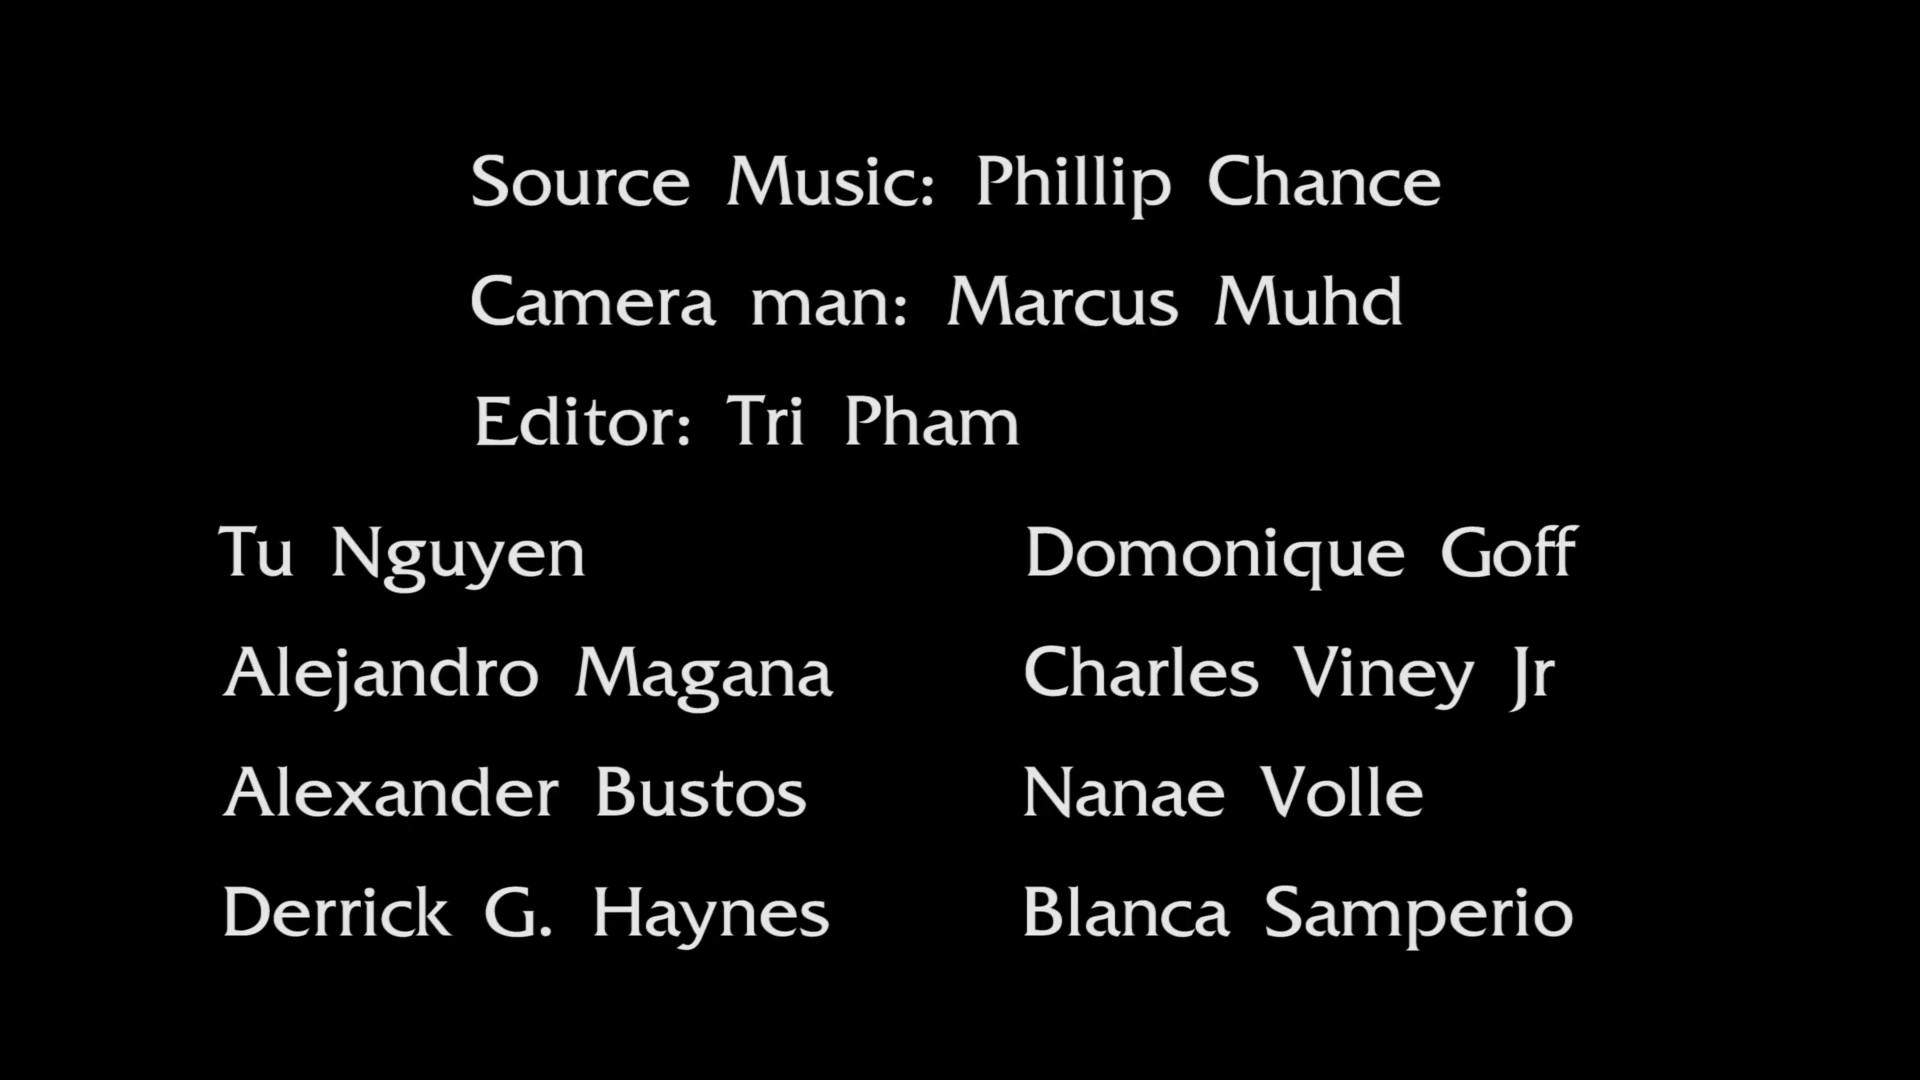 Source Music: Phillip Chance
Camera man: Marcus Muhd
Editor: Tri Pham
Tu Nguyen
Alejandro Magana
Alexander Bustos
Derrick G. Haynes
Domonique Goff
Charles Viney Jr
Nanae Volle
Blanca Samperio